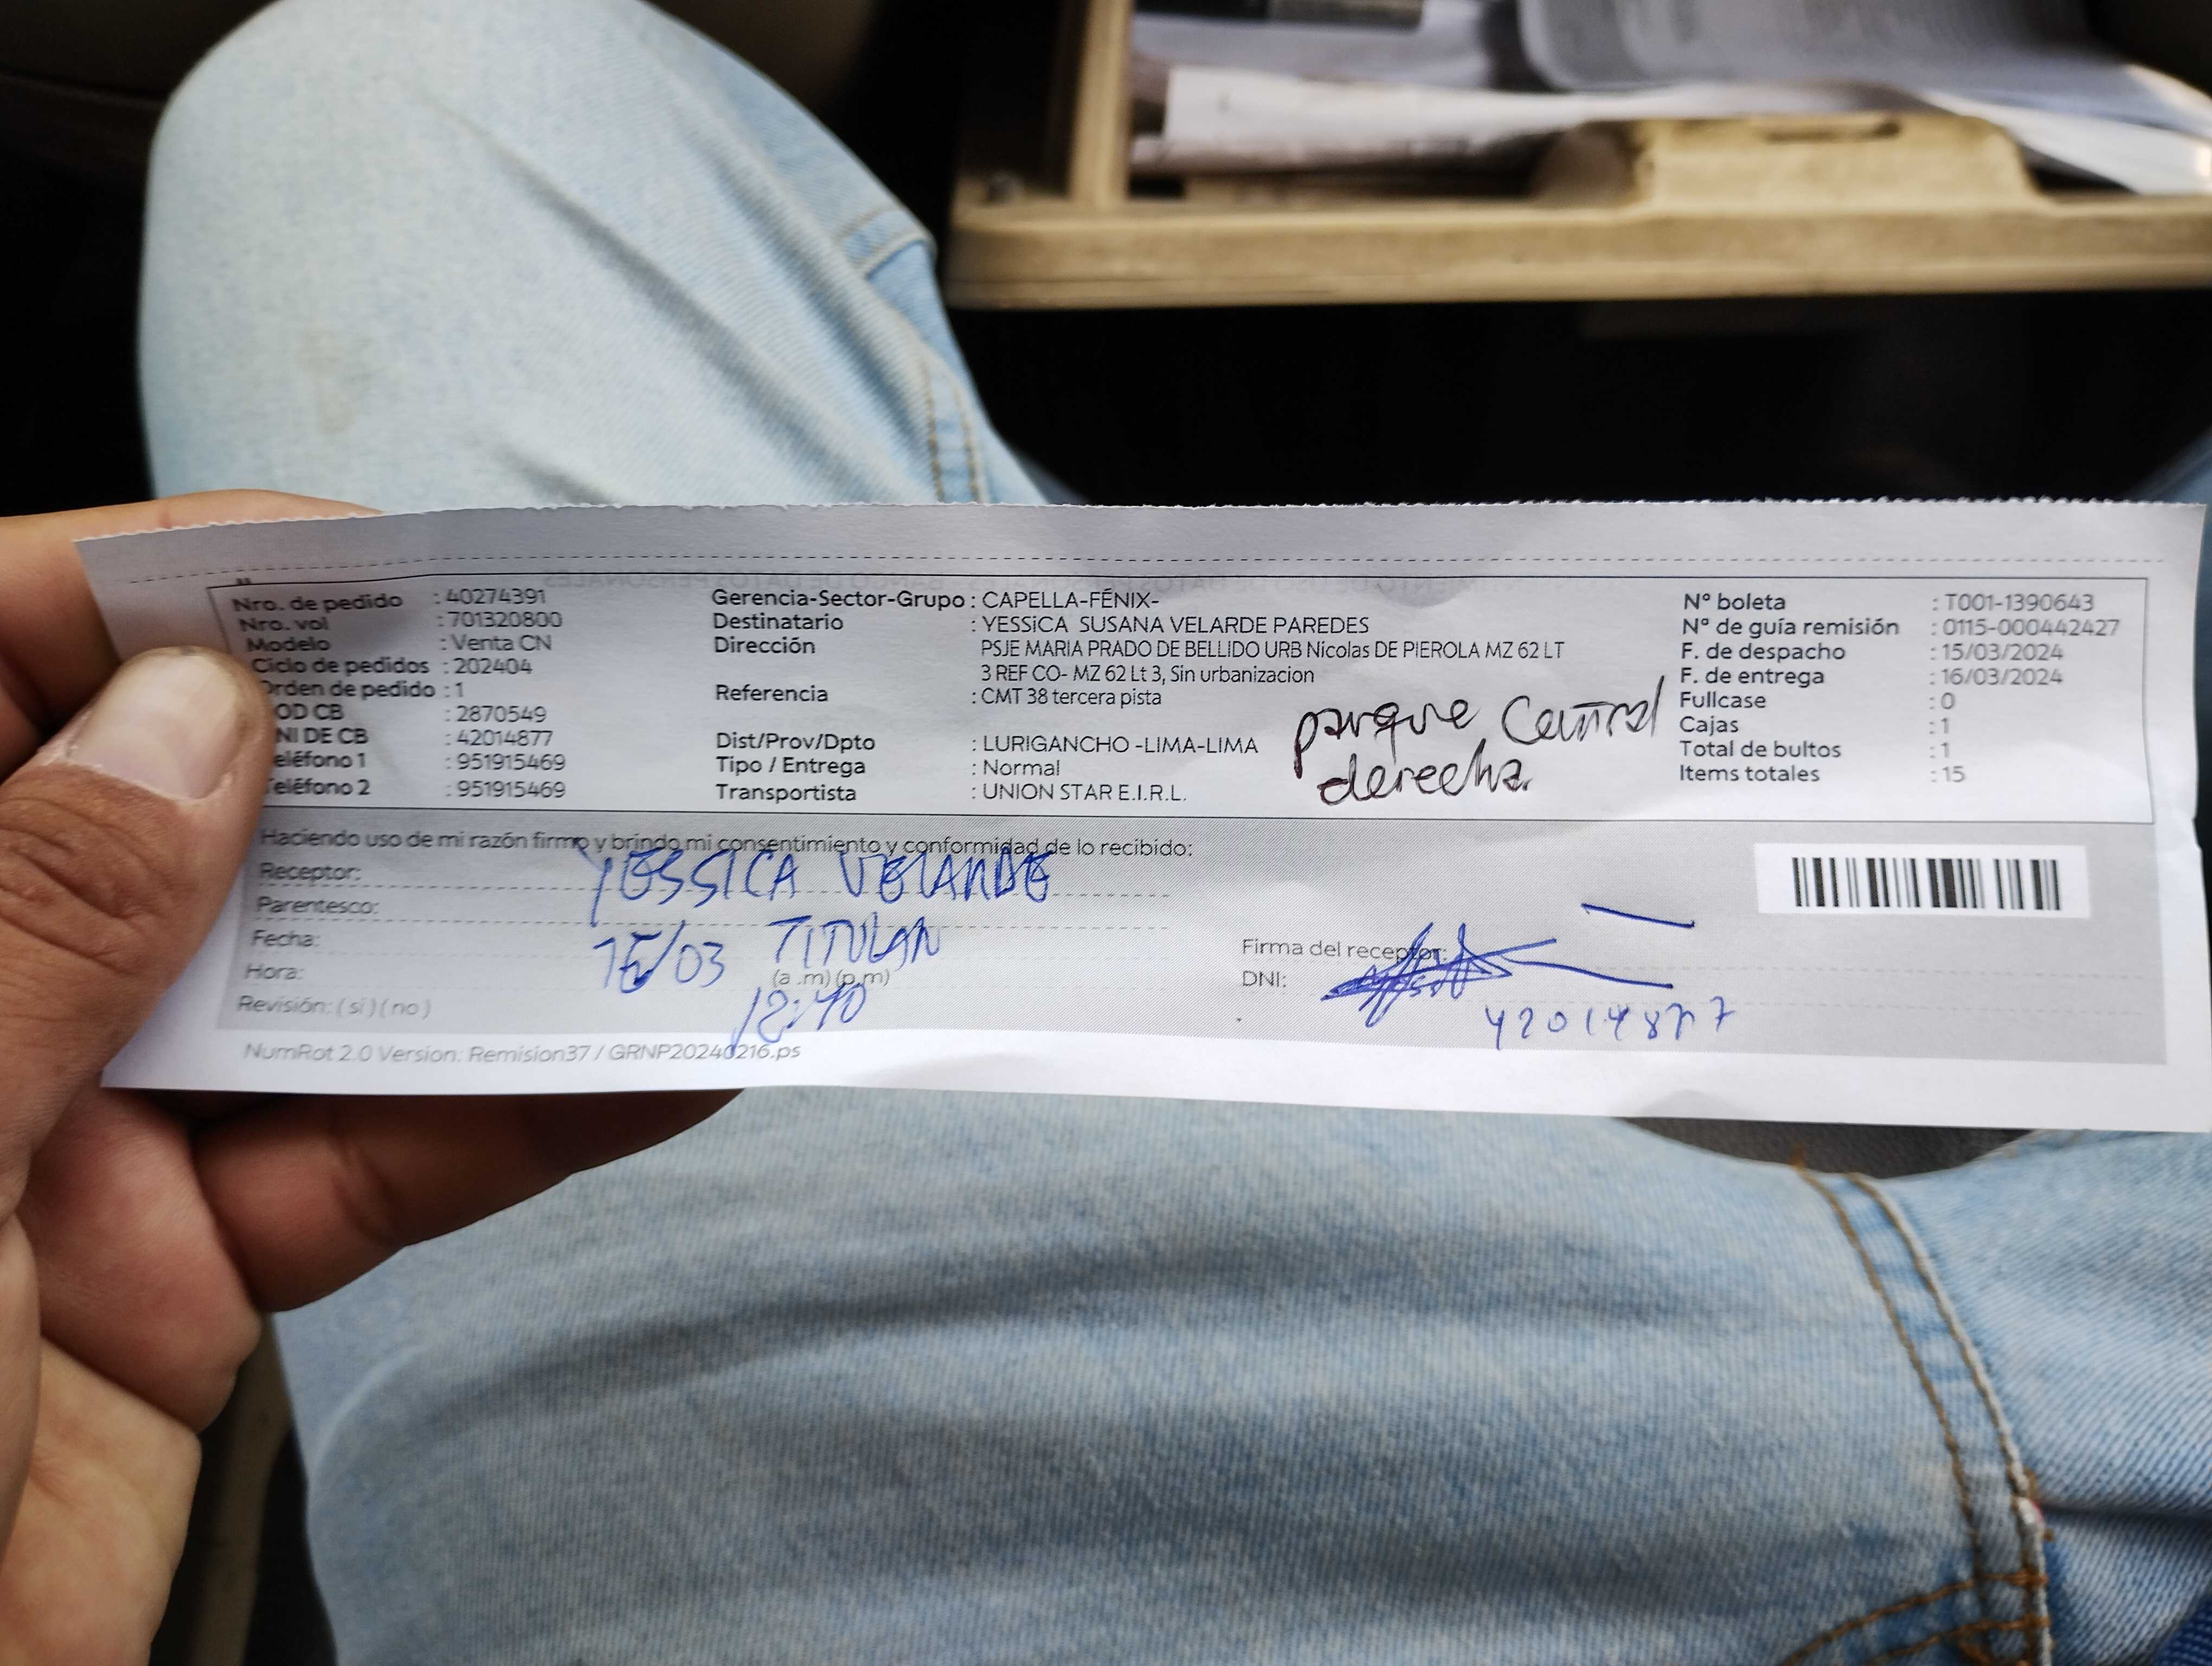 Nro. de pedido : 40274391
Nro. vol : 701320800
Modelo : Venta CN
Ciclo de pedidos : 202404
Orden de pedido : 1
OD CB : 2870549
NI DE CB : 42014877
eléfono 1 : 951915469
eléfono 2 : 951915469
Gerencia-Sector-Grupo : CAPELLA-FÉNIX-
Destinatario : YESSiCA SUSANA VELARDE PAREDES
Dirección PSJE MARIA PRADO DE BELLIDO URB Nicolas DE PIEROLA MZ 62 LT
3 REF CO- MZ 62 Lt 3, Sin urbanizacion
Referencia : CMT 38 tercera pista
Dist/Prov/Dpto : LURIGANCHO -LIMA-LIMA
Tipo / Entrega : Normal
Transportista : UNION STAR E.I.R.L.
parque Central
derecha.
N° boleta : T001-1390643
N° de guía remisión : 0115-000442427
F. de despacho : 15/03/2024
F. de entrega : 16/03/2024
Fullcase : 0
Cajas : 1
Total de bultos : 1
Items totales : 15
Haciendo uso de mi razón firmo y brindo mi consentimiento y conformidad de lo recibido:
Receptor: YESSICA VELARDE
Parentesco: TITULAR
Fecha: 15/03
Hora: (a .m) (p.m) 12:40
Revisión: ( si ) ( no )
Firma del receptor:
DNI: 42014877
NumRot 2.0 Version: Remision37 / GRNP20240216.ps